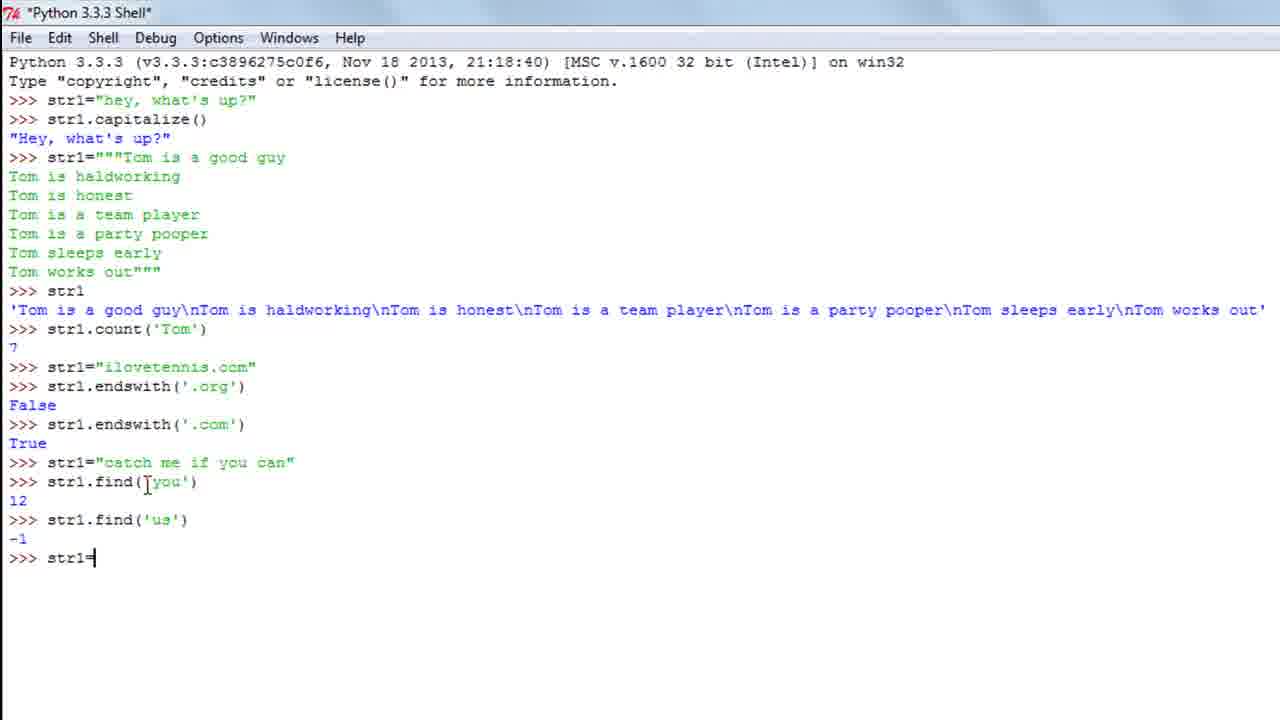 *Python 3.3.3 Shell*
File Edit Shell Debug Options Windows Help
Python 3.3.3 (v3.3.3:c3896275c0f6, Nov 18 2013, 21:18:40) [MSC v.1600 32 bit (Intel)] on win32
Type "copyright", "credits" or "license()" for more information.
>>> str1="hey, what's up?"
>>> str1.capitalize()
"Hey, what's up?"
>>> str1="""Tom is a good guy
Tom is haldworking
Tom is honest
Tom is a team player
Tom is a party pooper
Tom sleeps early
Tom works out"""
>>> str1
'Tom is a good guy\nTom is haldworking\nTom is honest\nTom is a team player\nTom is a party pooper\nTom sleeps early\nTom works out'
>>> str1.count('Tom')
7
>>> str1="ilovetennis.com"
>>> str1.endswith('.org')
False
>>> str1.endswith('.com')
True
>>> str1="catch me if you can"
>>> str1.find('you')
12
>>> str1.find('us')
-1
>>> str1=